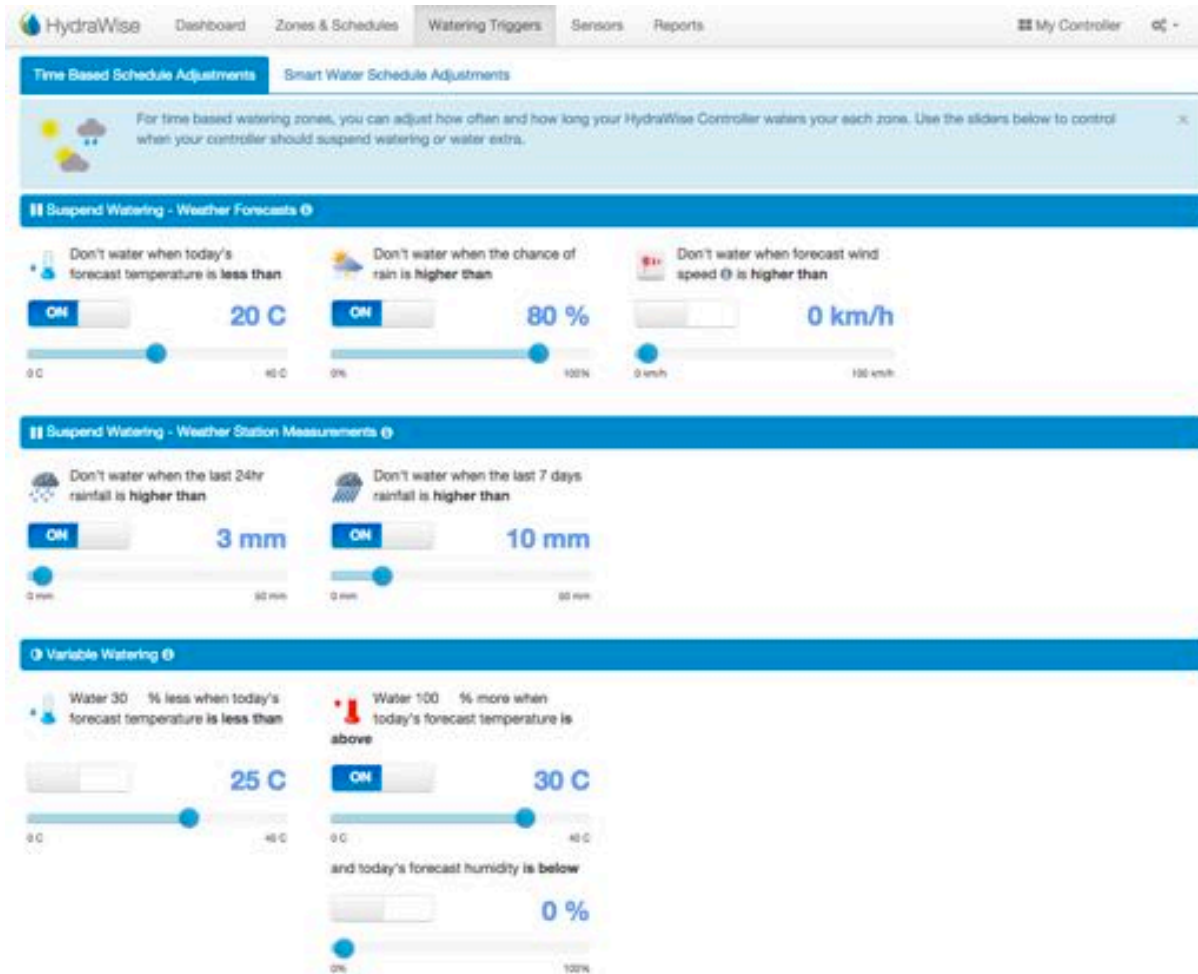 HydraWise Dashboard Zones & Schedules Watering Triggers Sensors Reports My Controller
Time Based Schedule Adjustments Smart Water Schedule Adjustments
For time based watering zones, you can adjust how often and how long your HydraWise Controller waters your each zone. Use the sliders below to control
when your controller should suspend watering or water extra.
×
Suspend Watering - Weather Forecasts
Don't water when today's
forecast temperature is less than
ON 20 C
0 C 40 C
Don't water when the chance of
rain is higher than
ON 80 %
0% 100%
Don't water when forecast wind
speed is higher than
0 km/h
0 km/h 100 km/h
Suspend Watering - Weather Station Measurements
Don't water when the last 24hr
rainfall is higher than
ON 3 mm
0 mm
Don't water when the last 7 days
rainfall is higher than
ON 10 mm
0 mm
Variable Watering
Water 30 % less when today's
forecast temperature is less than
25 C
0 C 40 C
Water 100 % more when
today's forecast temperature is
above
ON 30 C
0 C 40 C
and today's forecast humidity is below
0 %
0% 100%